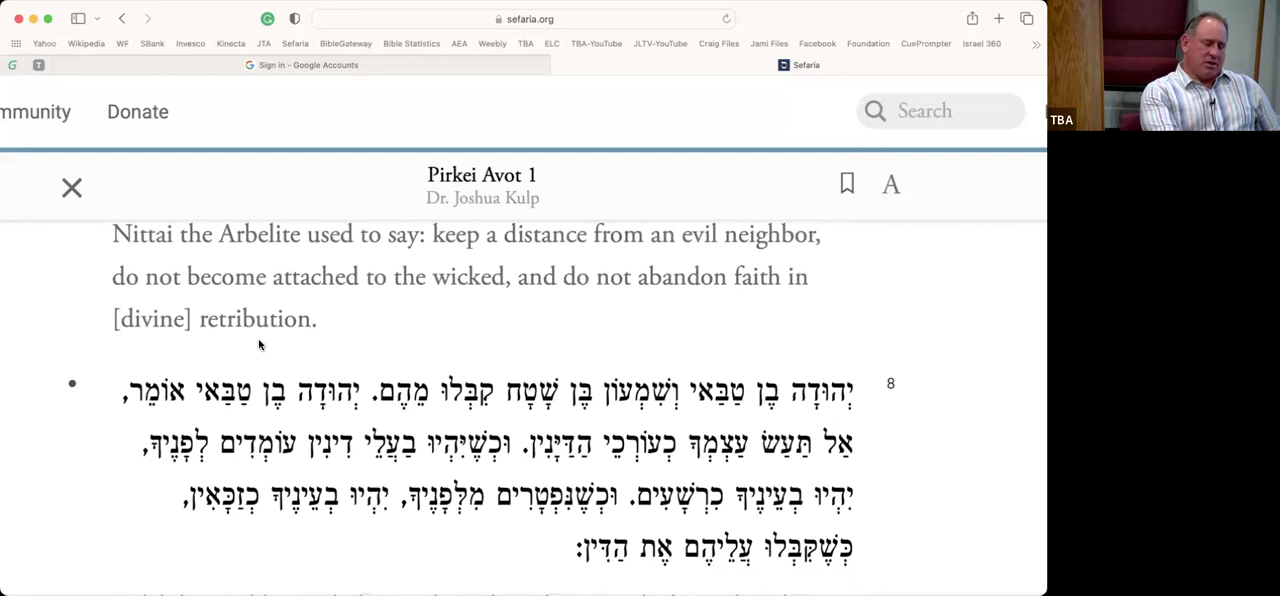 sefaria.org
Yahoo Wikipedia WF SBank Invesco Kinecta JTA Sefaria BibleGateway Bible Statistics AEA Weebly TBA ELC TBA-YouTube JLTV-YouTube Craig Files Jami Files Facebook Foundation CuePrompter Israel 360
G T Sign in - Google Accounts Sefaria
mmunity Donate Search
TBA
Pirkei Avot 1
Dr. Joshua Kulp
A
Nittai the Arbelite used to say: keep a distance from an evil neighbor,
do not become attached to the wicked, and do not abandon faith in
[divine] retribution.
8
יְהוּדָה בֶן טַבַּאי וְשִׁמְעוֹן בֶּן שָׁטָח קִבְּלוּ מֵהֶם. יְהוּדָה בֶן טַבַּאי אוֹמֵר,
אַל תַּעַשׂ עַצְמְךָ כְעוֹרְכֵי הַדַּיָּנִין. וּכְשֶׁיִּהְיוּ בַעֲלֵי דִינִין עוֹמְדִים לְפָנֶיךָ,
יִהְיוּ בְעֵינֶיךָ כִרְשָׁעִים. וּכְשֶׁנִּפְטָרִים מִלְּפָנֶיךָ, יִהְיוּ בְעֵינֶיךָ כְזַכָּאִין,
כְּשֶׁקִּבְּלוּ עֲלֵיהֶם אֶת הַדִּין: